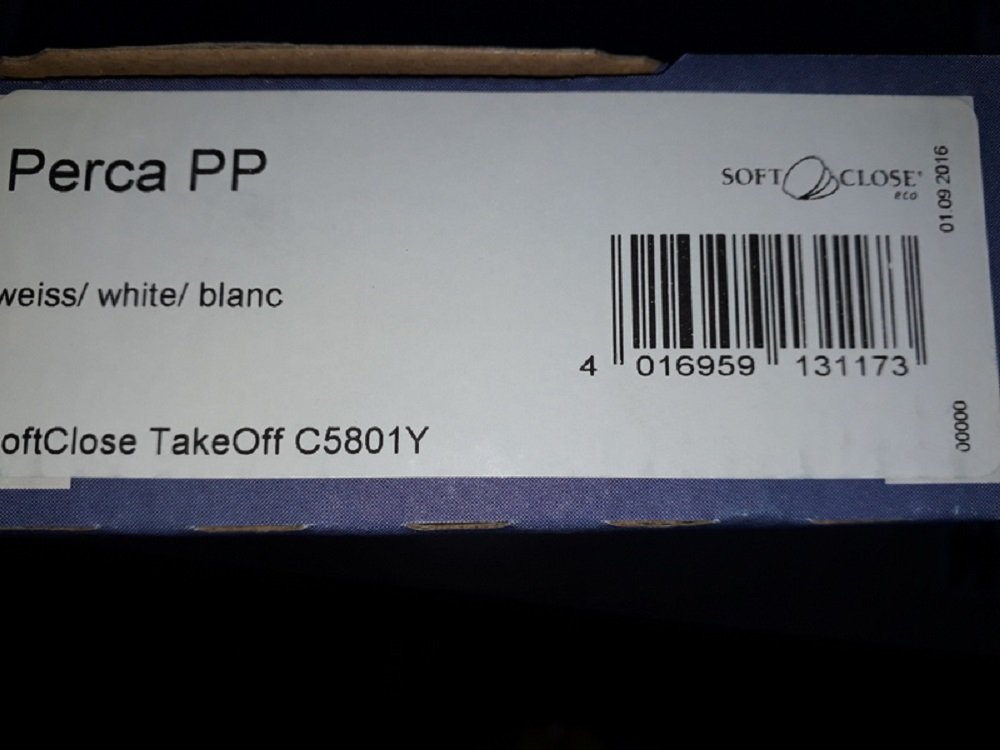 Perca PP
SOFT CLOSE
eco
01.09.2016
weiss/ white/ blanc
4 016959 131173
oftClose TakeOff C5801Y
00000